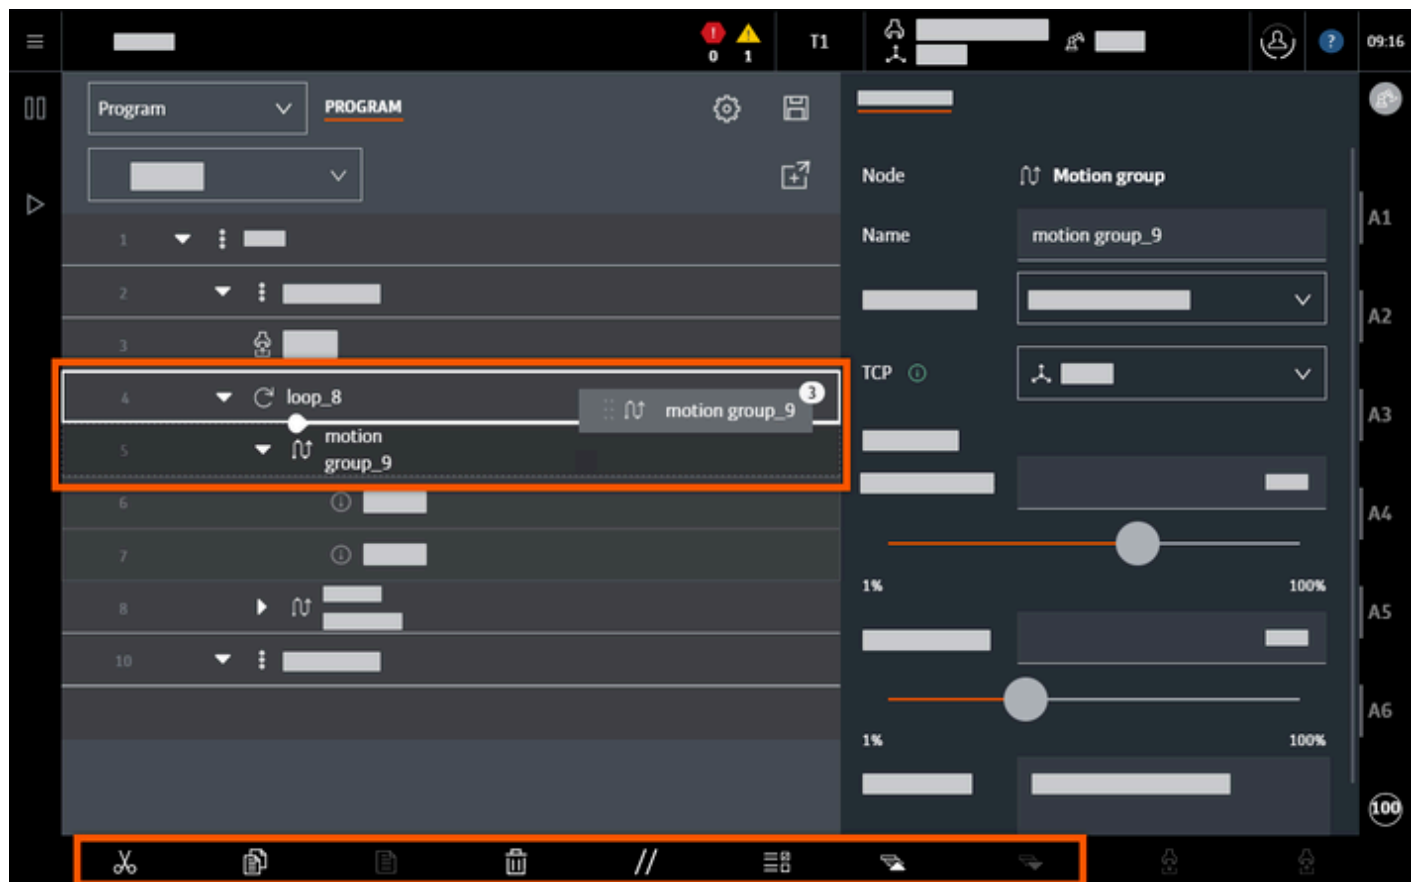 ! !
0 1
T1
?
09:16
Program
PROGRAM
Node
Motion group
1
Name
motion group_9
2
3
TCP
4
loop_8
motion group_9
3
5
motion
group_9
6
7
1%
100%
8
10
1%
100%
A1
A2
A3
A4
A5
A6
100
//